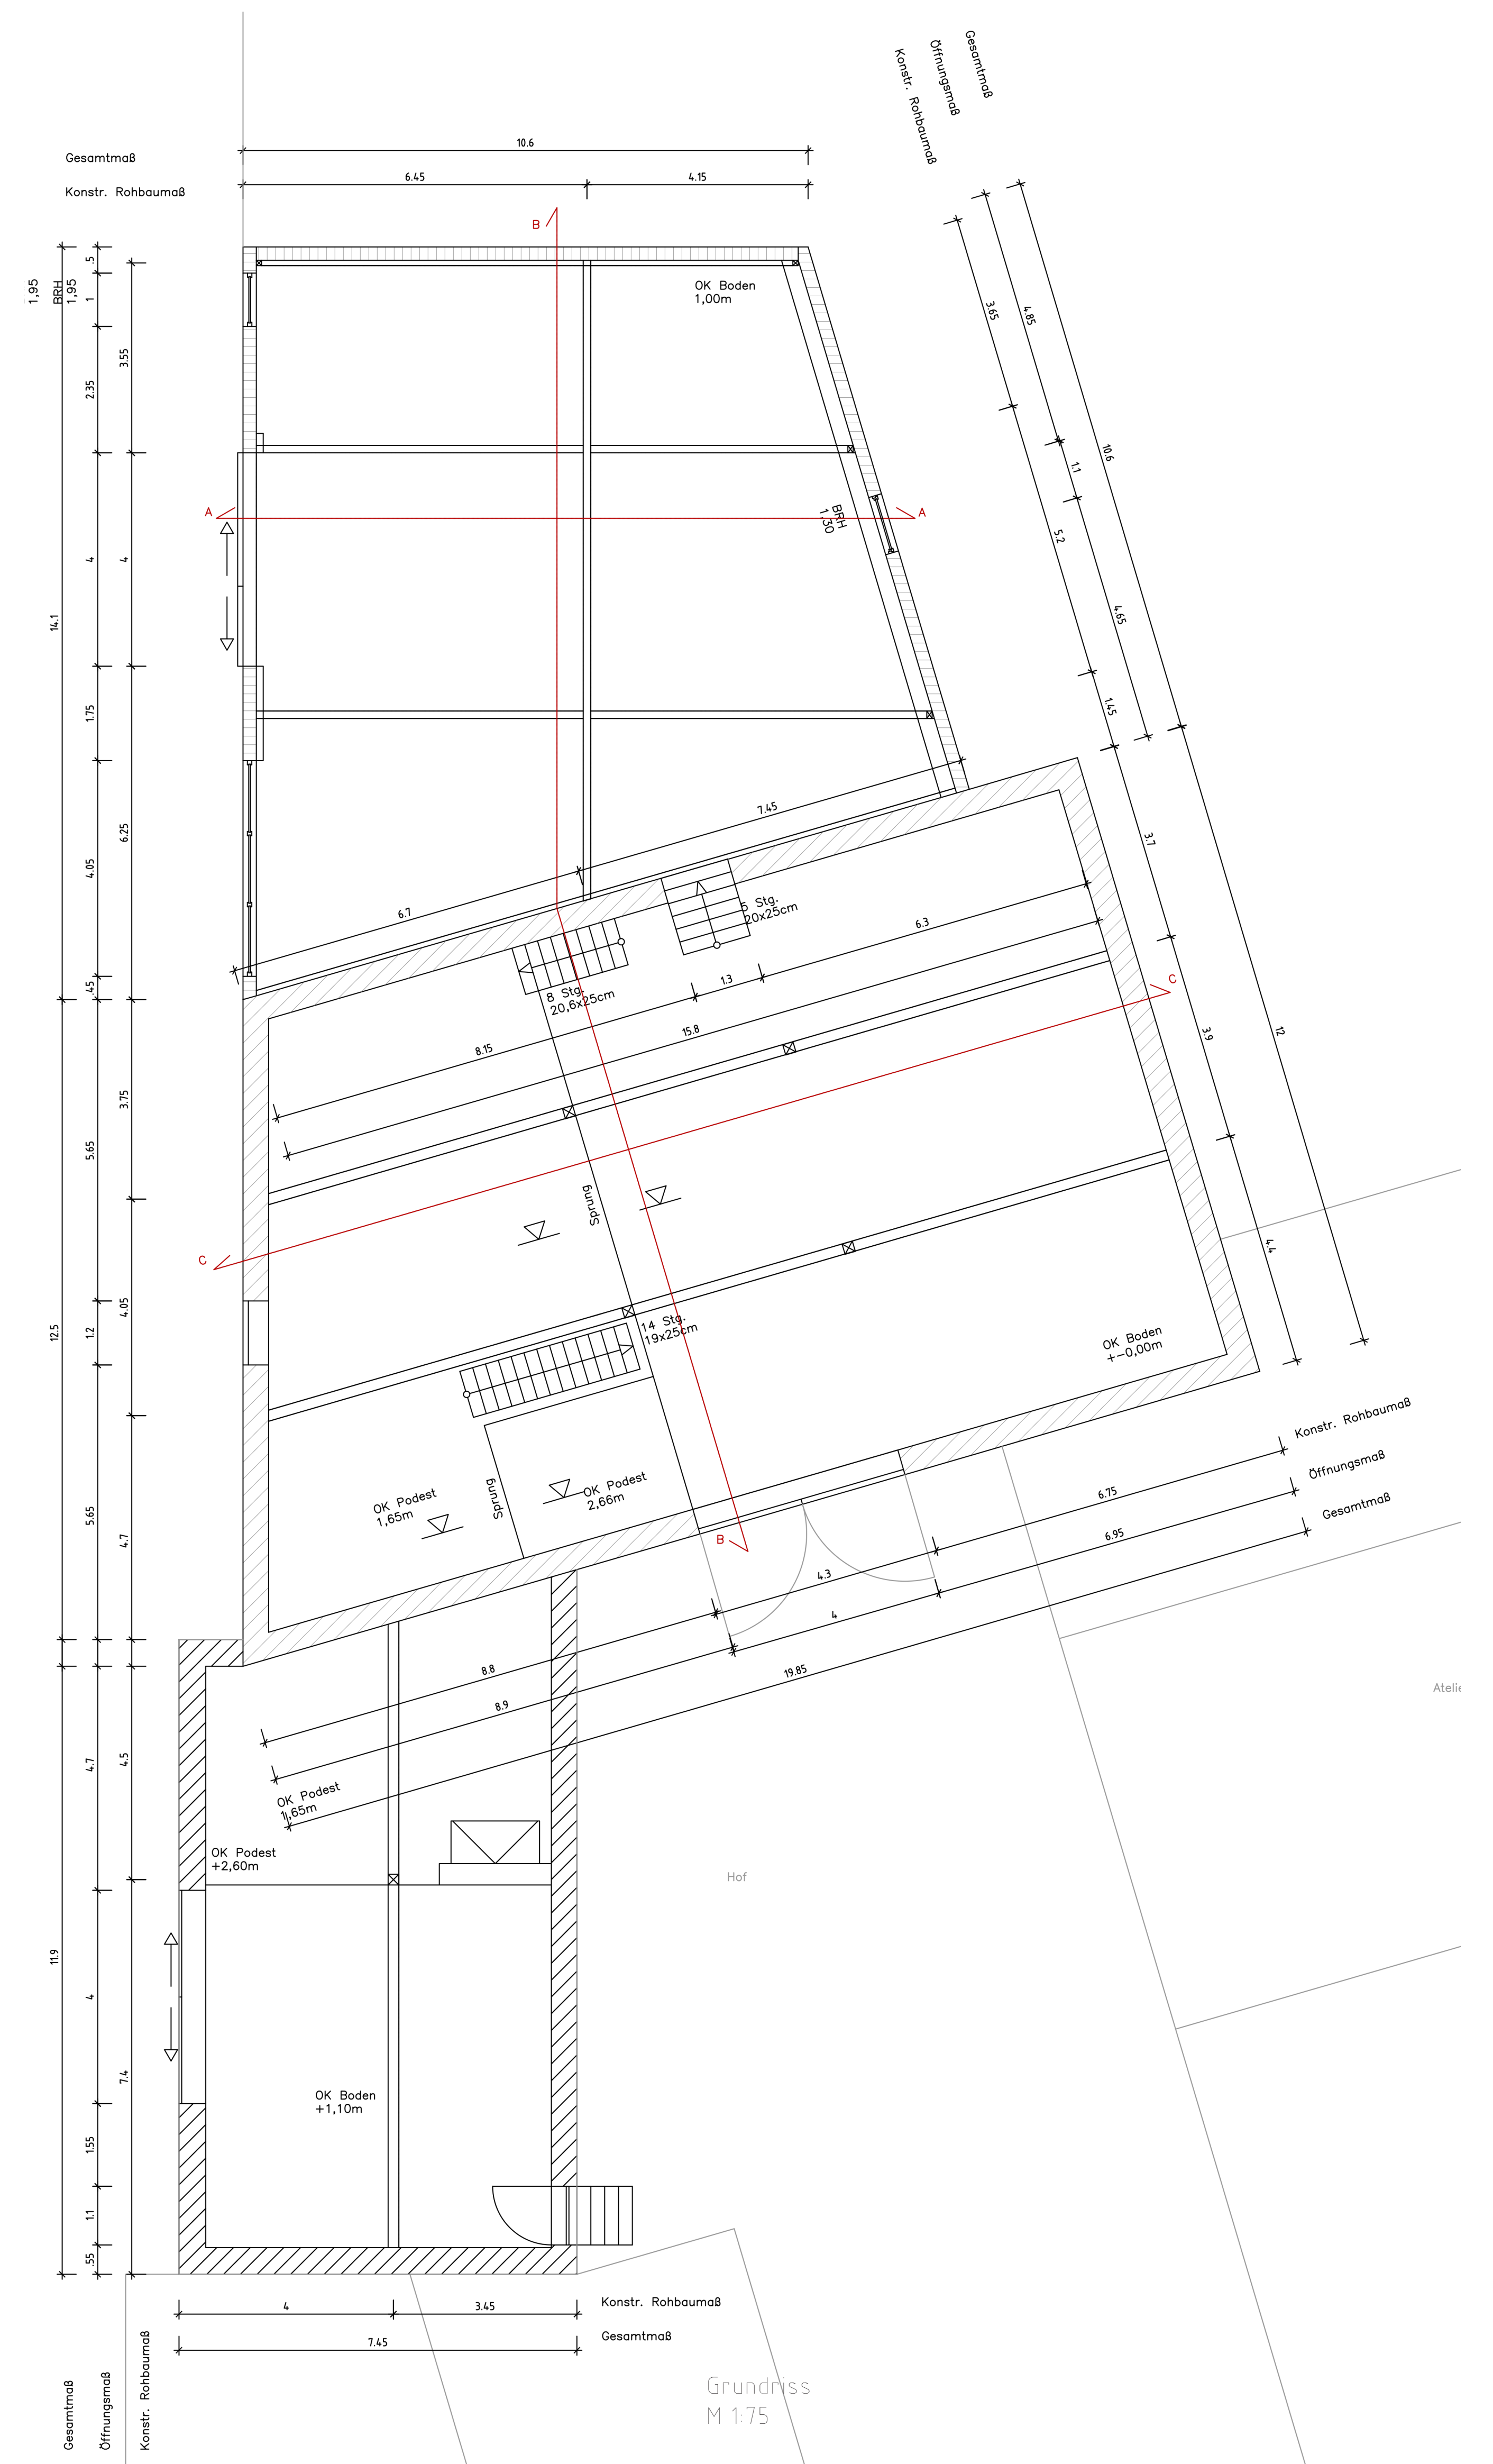 Gesamtmaß
Öffnungsmaß
Konstr. Rohbaumaß
10.6
Gesamtmaß
6.45
4.15
Konstr. Rohbaumaß
B
OK Boden
1,00m
1,95
BRH
1,95
.5
1
2.35
3.55
3.65
4.85
10.6
A
A
BRH
1,30
1.1
5.2
4
4
14.1
4.65
1.75
1.45
7.45
6.25
3.7
4.05
6.7
5 Stg.
20x25cm
6.3
.45
8 Stg.
20,6x25cm
1.3
C
15.8
8.15
3.9
12
3.75
5.65
Sprung
C
4.4
4.05
1.2
12.5
14 Stg.
19x25cm
OK Boden
+-0,00m
Konstr. Rohbaumaß
Öffnungsmaß
Gesamtmaß
OK Podest
1,65m
Sprung
OK Podest
2,66m
6.75
6.95
B
5.65
4.7
4.3
4
8.8
19.85
8.9
Atelie
4.7
4.5
OK Podest
1,65m
OK Podest
+2,60m
Hof
11.9
4
7.4
OK Boden
+1,10m
1.55
1.1
.55
4
3.45
Konstr. Rohbaumaß
7.45
Gesamtmaß
Gesamtmaß
Öffnungsmaß
Konstr. Rohbaumaß
Grundriss
M 1:75